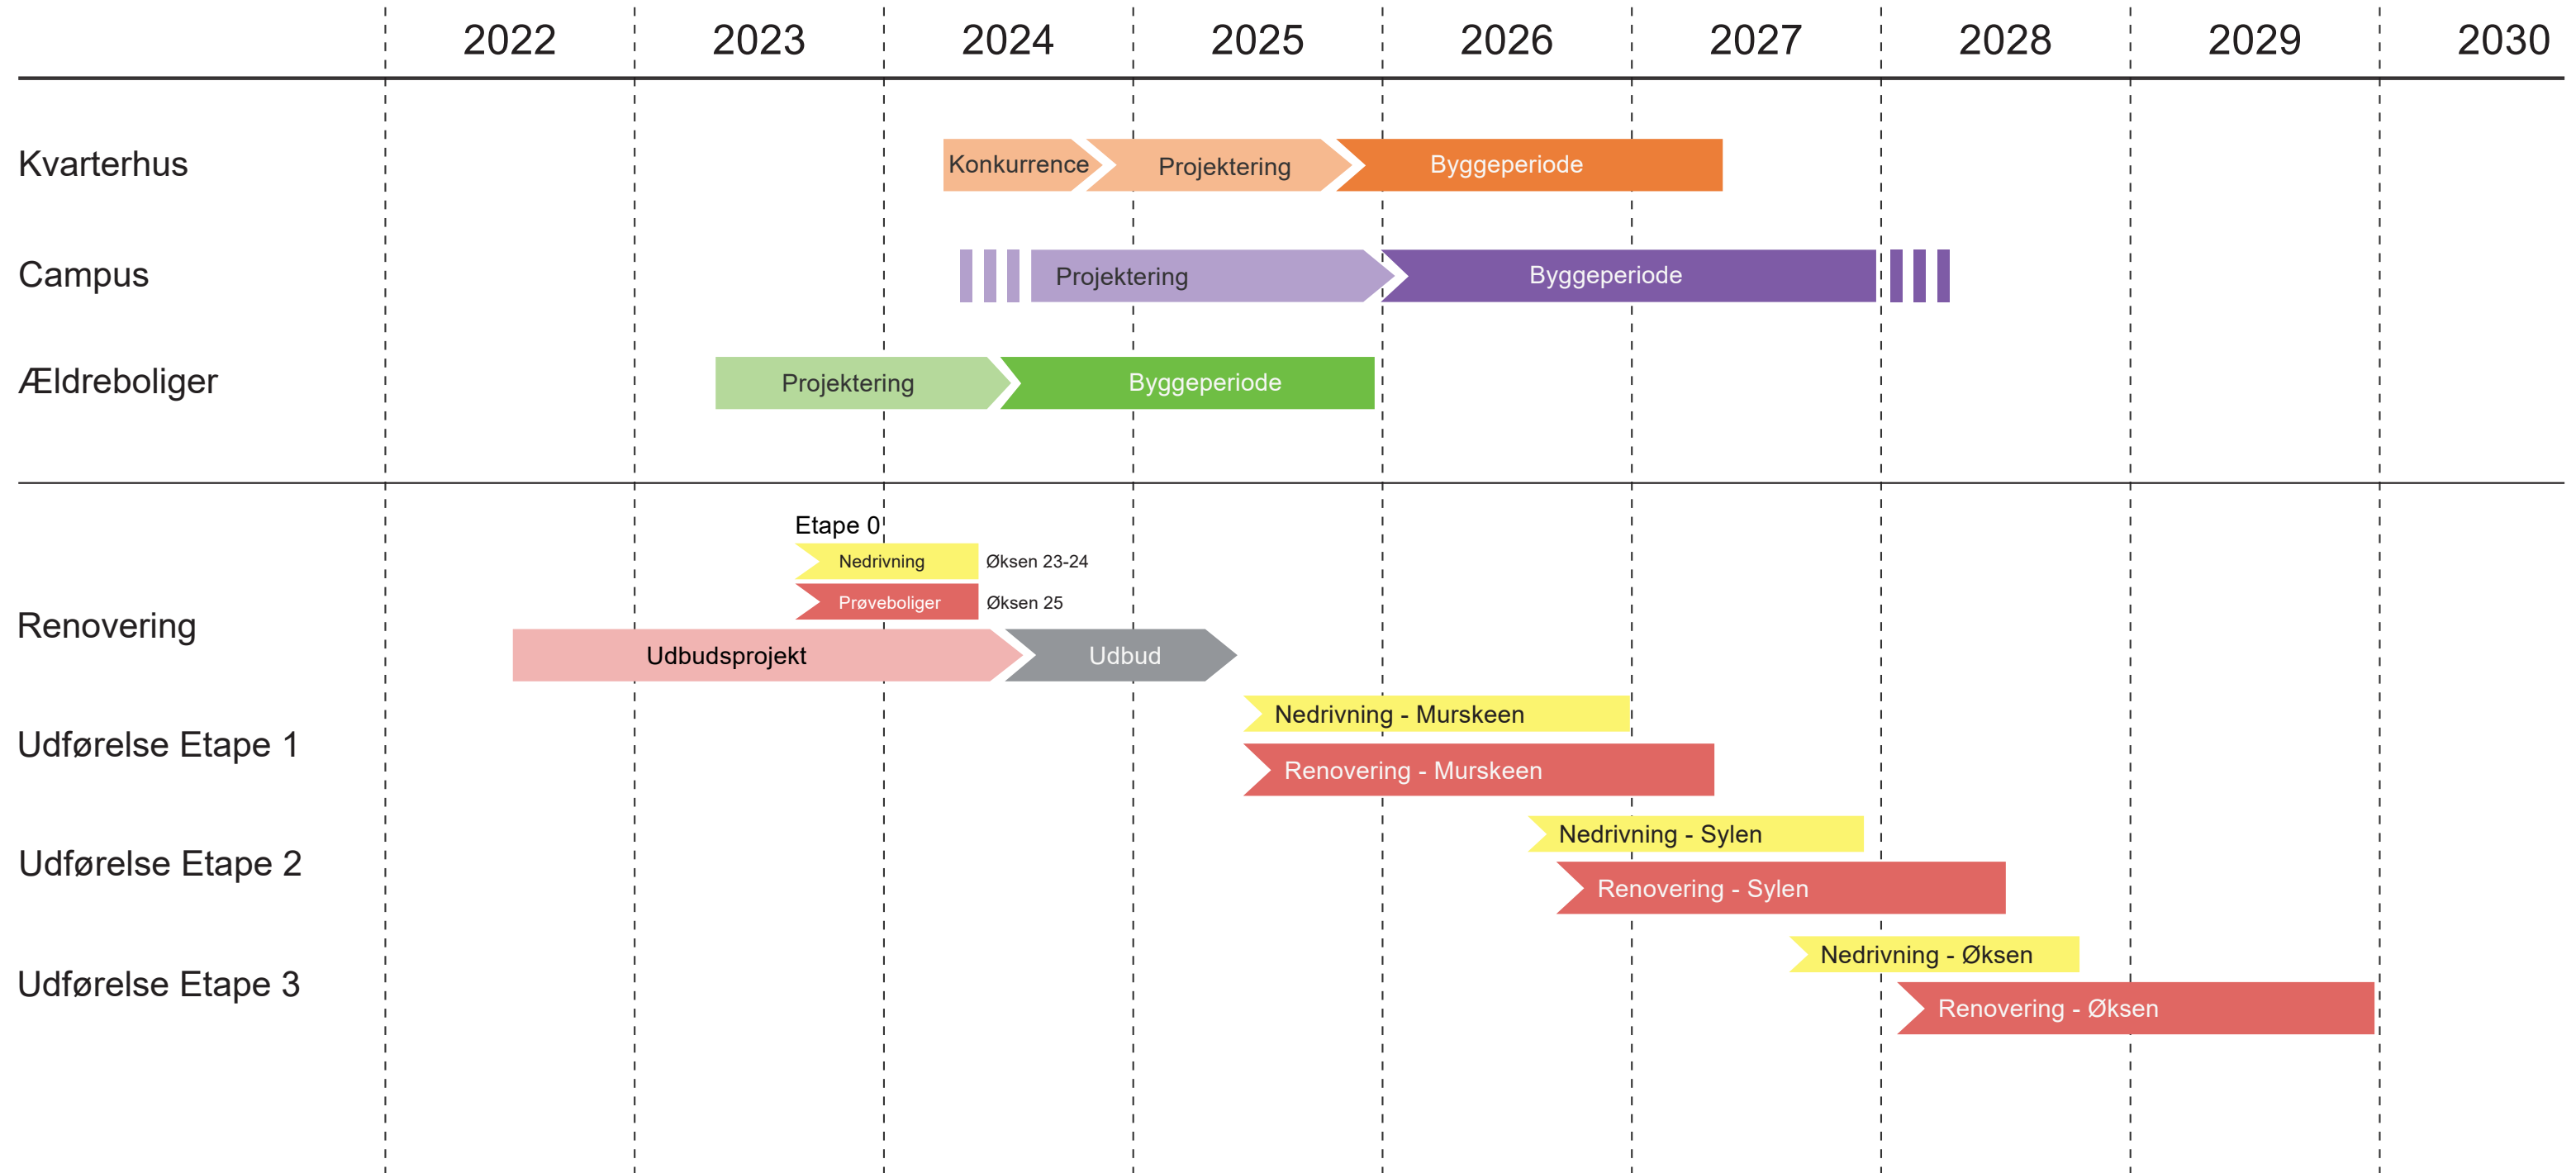 2022 2023 2024 2025 2026 2027 2028 2029 2030
Kvarterhus Konkurrence Projektering Byggeperiode
Campus Projektering Byggeperiode
Ældreboliger Projektering Byggeperiode
Etape 0
Nedrivning Øksen 23-24
Prøveboliger Øksen 25
Renovering
Udbudsprojekt Udbud
Nedrivning - Murskeen
Udførelse Etape 1
Renovering - Murskeen
Nedrivning - Sylen
Udførelse Etape 2
Renovering - Sylen
Nedrivning - Øksen
Udførelse Etape 3
Renovering - Øksen